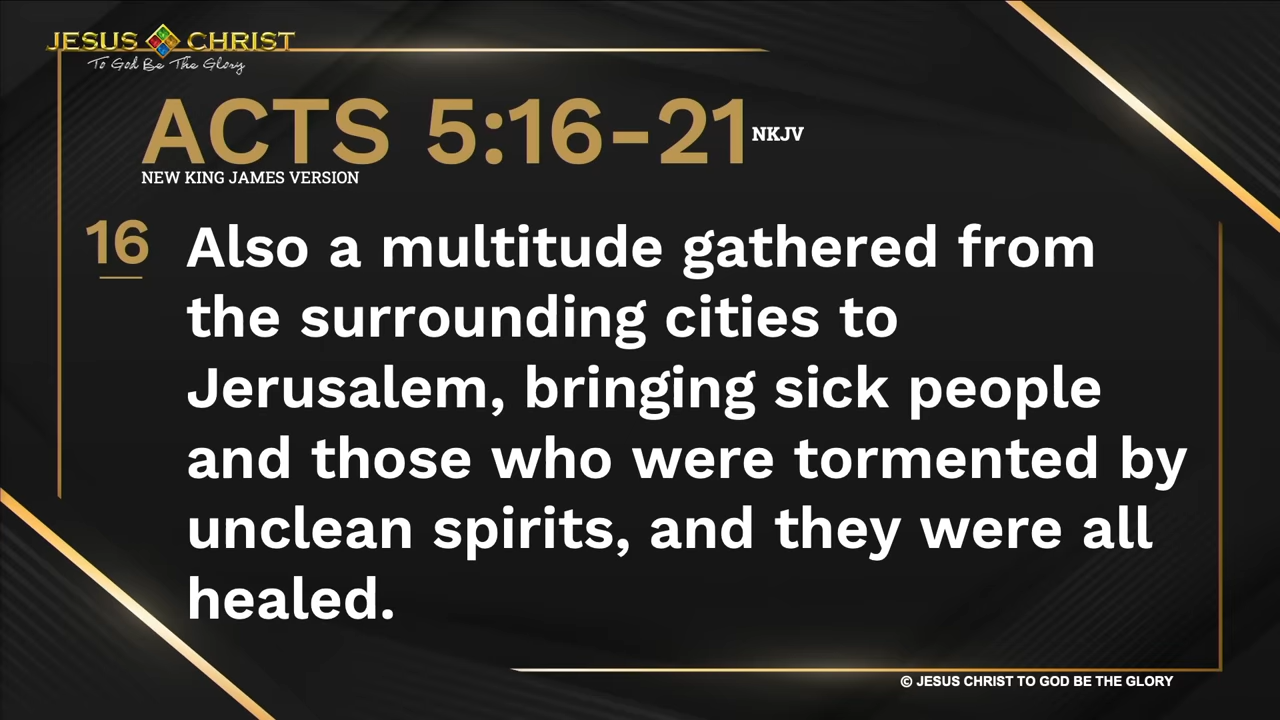 JESUS CHRIST
To God Be The Glory
ACTS 5:16-21 NKJV
NEW KING JAMES VERSION
16 Also a multitude gathered from
the surrounding cities to
Jerusalem, bringing sick people
and those who were tormented by
unclean spirits, and they were all
healed.
© JESUS CHRIST TO GOD BE THE GLORY